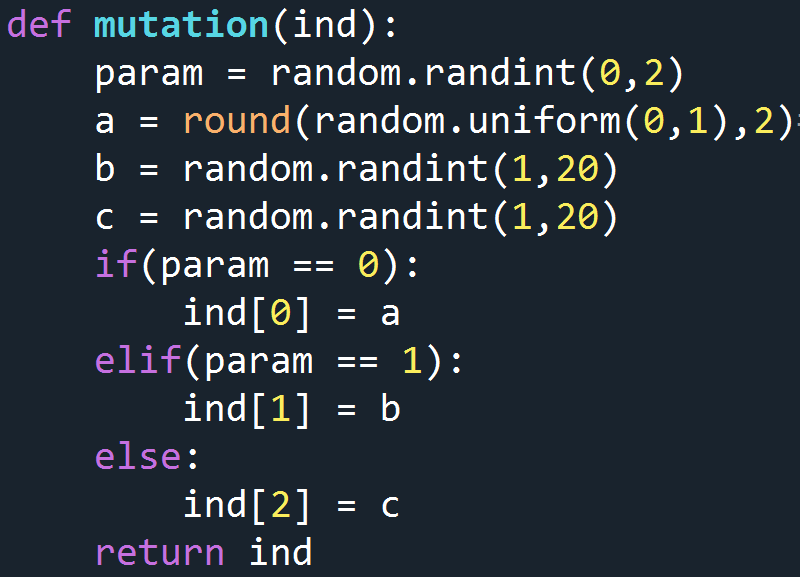 def mutation(ind):
    param = random.randint(0,2)
    a = round(random.uniform(0,1),2)
    b = random.randint(1,20)
    c = random.randint(1,20)
    if(param == 0):
        ind[0] = a
    elif(param == 1):
        ind[1] = b
    else:
        ind[2] = c
    return ind